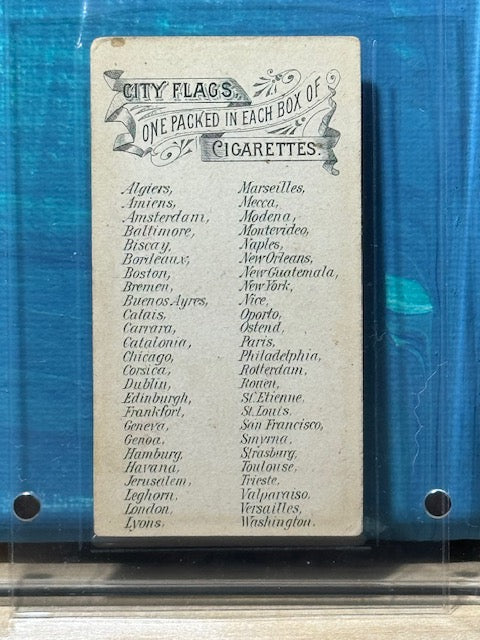 CITY FLAGS,
ONE PACKED IN EACH BOX OF
CIGARETTES.
Algiers,
Amiens,
Amsterdam,
Baltimore,
Biscay,
Bordeaux,
Boston,
Bremen,
Buenos Ayres,
Calais,
Carrara,
Catalonia,
Chicago,
Corsica,
Dublin,
Edinburgh,
Frankfort,
Geneva,
Genoa,
Hamburg,
Havana,
Jerusalem,
Leghorn,
London,
Lyons,
Marseilles,
Mecca,
Modena,
Montevideo,
Naples,
New Orleans,
New Guatemala,
New York,
Nice,
Oporto,
Ostend,
Paris,
Philadelphia,
Rotterdam,
Rouen,
St. Etienne,
St. Louis,
San Francisco,
Smyrna,
Strasburg,
Toulouse,
Trieste,
Valparaiso,
Versailles,
Washington.